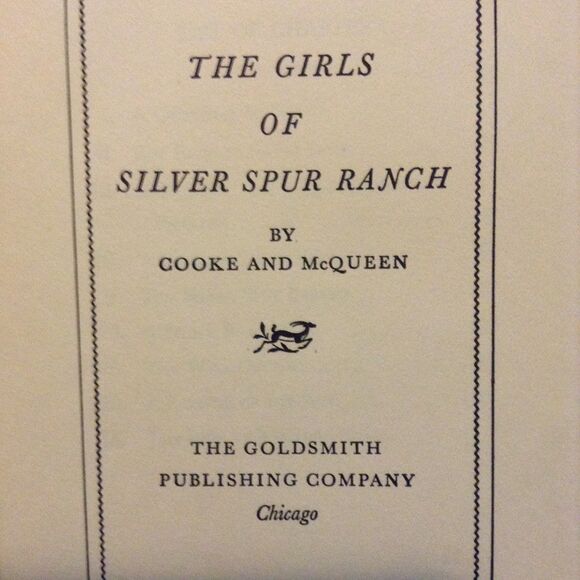 THE GIRLS
OF
SILVER SPUR RANCH
BY
COOKE AND McQUEEN
THE GOLDSMITH
PUBLISHING COMPANY
Chicago